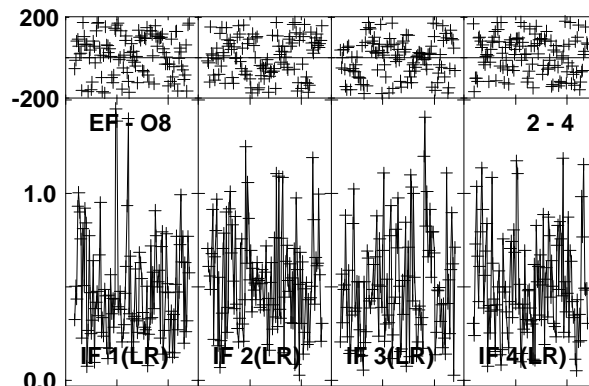 200
-200
EF - O8 2 - 4
1.0
IF 1(LR) IF 2(LR) IF 3(LR) IF 4(LR)
0.0